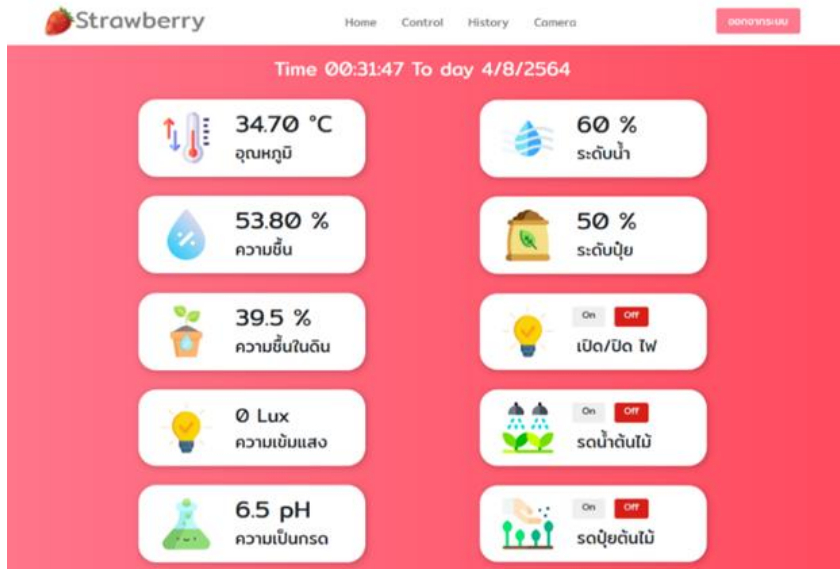 Strawberry
Home Control History Camera
ออกจากระบบ
Time 00:31:47 To day 4/8/2564
34.70 °C
อุณหภูมิ
53.80 %
ความชื้น
39.5 %
ความชื้นในดิน
0 Lux
ความเข้มแสง
6.5 pH
ความเป็นกรด
60 %
ระดับน้ำ
50 %
ระดับปุ๋ย
On Off
เปิด/ปิด ไฟ
On Off
รดน้ำต้นไม้
On Off
รดปุ๋ยต้นไม้